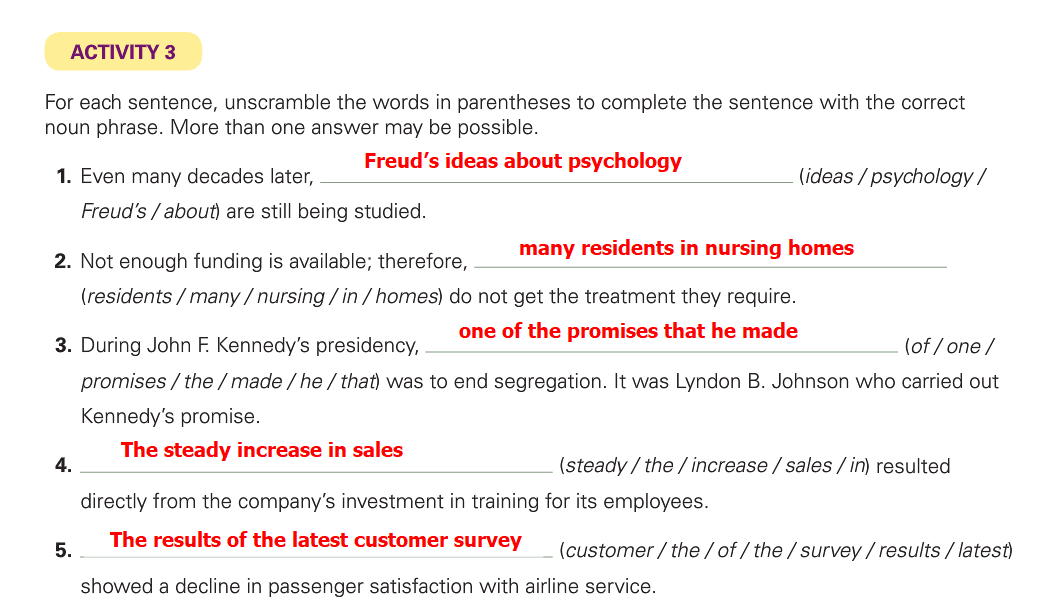 ACTIVITY 3
For each sentence, unscramble the words in parentheses to complete the sentence with the correct
noun phrase. More than one answer may be possible.
1. Even many decades later, Freud's ideas about psychology (ideas / psychology /
Freud's / about) are still being studied.
2. Not enough funding is available; therefore, many residents in nursing homes
(residents / many / nursing / in / homes) do not get the treatment they require.
3. During John F. Kennedy's presidency, one of the promises that he made (of / one /
promises / the / made / he / that) was to end segregation. It was Lyndon B. Johnson who carried out
Kennedy's promise.
4. The steady increase in sales (steady / the / increase / sales / in) resulted
directly from the company's investment in training for its employees.
5. The results of the latest customer survey (customer / the / of / the / survey / results / latest)
showed a decline in passenger satisfaction with airline service.